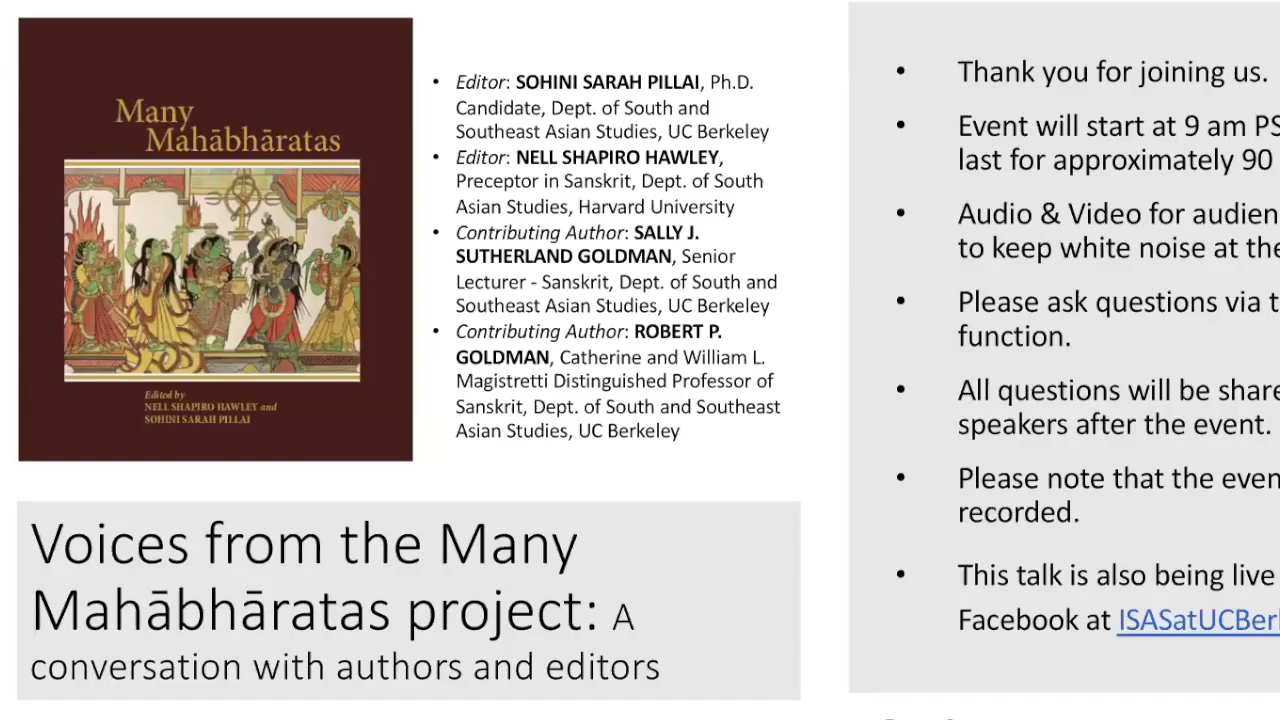 Many
Mahābhāratas
Edited by
NELL SHAPIRO HAWLEY and
SOHINI SARAH PILLAI
• Editor: SOHINI SARAH PILLAI, Ph.D.
Candidate, Dept. of South and
Southeast Asian Studies, UC Berkeley
• Editor: NELL SHAPIRO HAWLEY,
Preceptor in Sanskrit, Dept. of South
Asian Studies, Harvard University
• Contributing Author: SALLY J.
SUTHERLAND GOLDMAN, Senior
Lecturer - Sanskrit, Dept. of South and
Southeast Asian Studies, UC Berkeley
• Contributing Author: ROBERT P.
GOLDMAN, Catherine and William L.
Magistretti Distinguished Professor of
Sanskrit, Dept. of South and Southeast
Asian Studies, UC Berkeley
Voices from the Many
Mahābhāratas project: A
conversation with authors and editors
• Thank you for joining us.
• Event will start at 9 am PS
last for approximately 90
• Audio & Video for audien
to keep white noise at the
• Please ask questions via t
function.
• All questions will be share
speakers after the event.
• Please note that the even
recorded.
• This talk is also being live
Facebook at ISASatUCBer